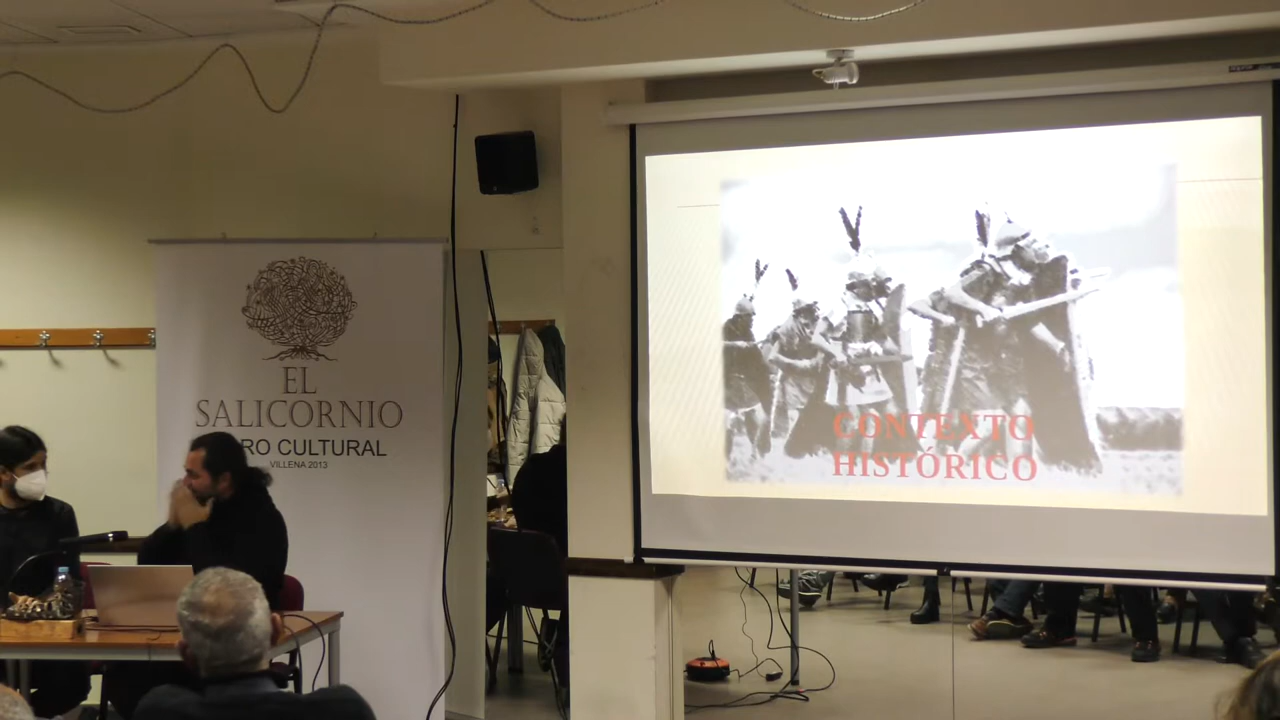 EL
SALICORNIO
RO CULTURAL
VILLENA 2013
CONTEXTO
HISTÓRICO